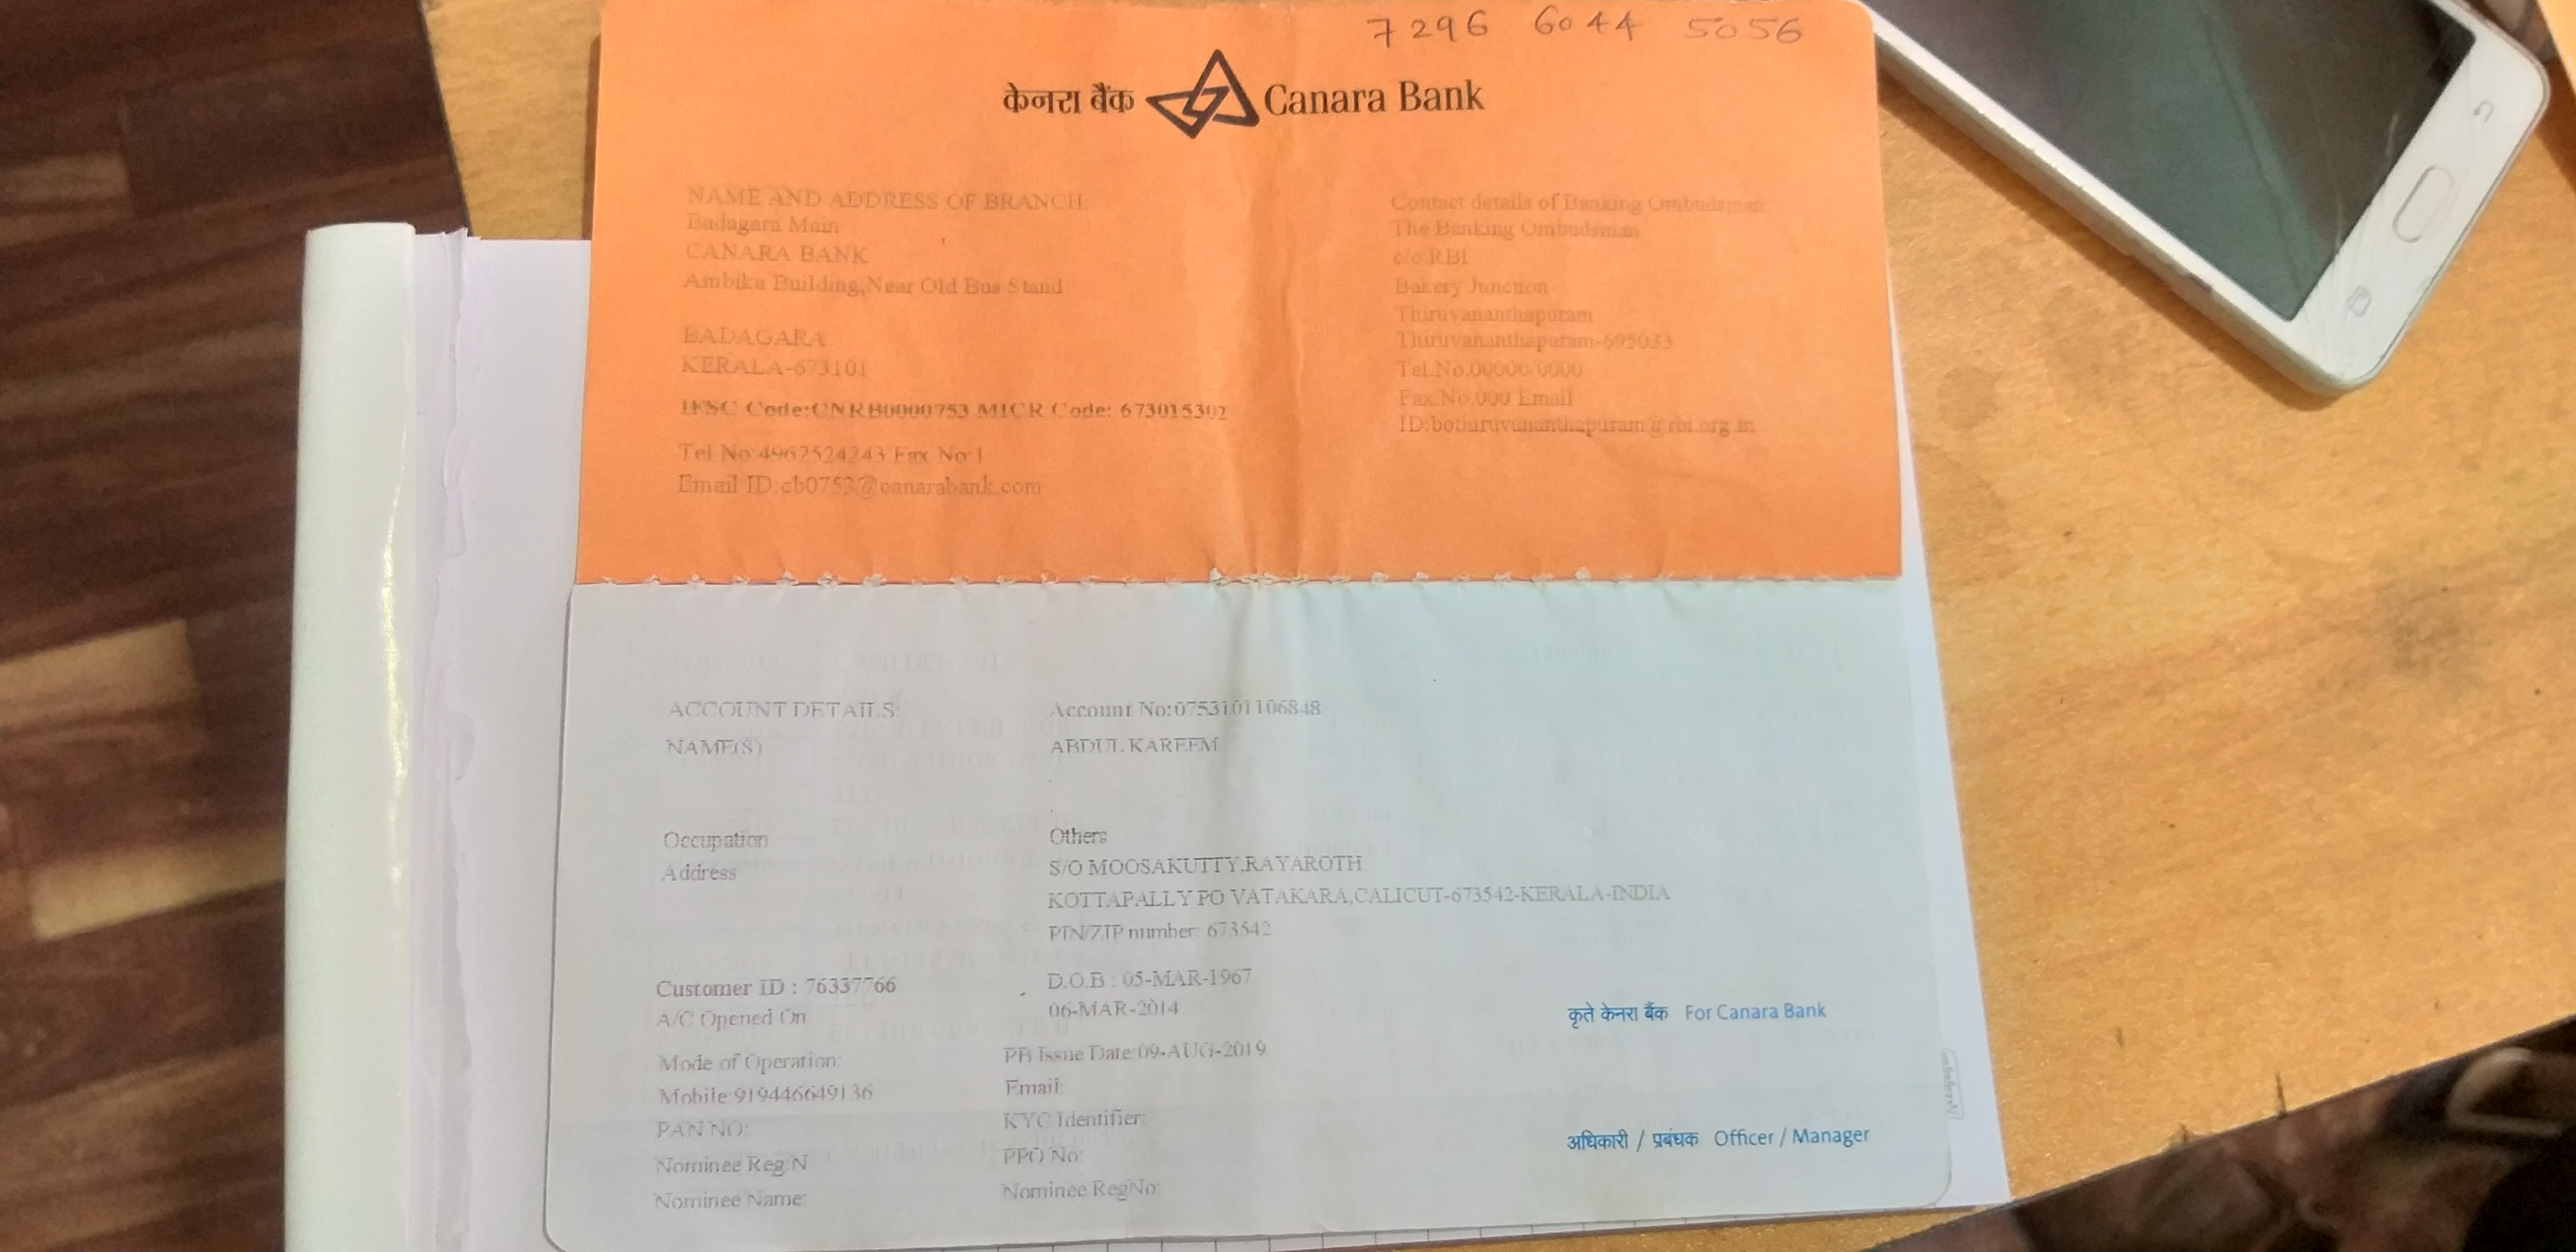 7296 6044 5056
केनरा बैंक Canara Bank
NAME AND ADDRESS OF BRANCH:
Badagara Main
CANARA BANK
Ambika Building,Near Old Bus Stand
BADAGARA
KERALA-673101
IFSC Code:CNRB0000753 MICR Code: 673015302
Tel No:4962524243 Fax No:1
Email ID:cb0753@canarabank.com
Contact details of Banking Ombudsman:
The Banking Ombudsman
c/o RBI
Bakery Junction
Thiruvananthapuram
Thiruvananthapuram-695033
Tel.No.00000/0000
Fax.No.000 Email
ID:bothiruvananthapuram@rbi.org.in
ACCOUNT DETAILS: Account No:0753101106848
NAME(S) ABDUL KAREEM
Occupation Others
Address S/O MOOSAKUTTY,RAYAROTH
KOTTAPALLY PO VATAKARA,CALICUT-673542-KERALA-INDIA
PIN/ZIP number: 673542
Customer ID : 76337766 D.O.B : 05-MAR-1967
A/C Opened On 06-MAR-2014
Mode of Operation: PB Issue Date:09-AUG-2019
Mobile:919446649136 Email:
PAN NO: KYC Identifier:
Nominee Reg:N PPO No:
Nominee Name: Nominee RegNo:
कृते केनरा बैंक For Canara Bank
अधिकारी / प्रबंधक Officer / Manager